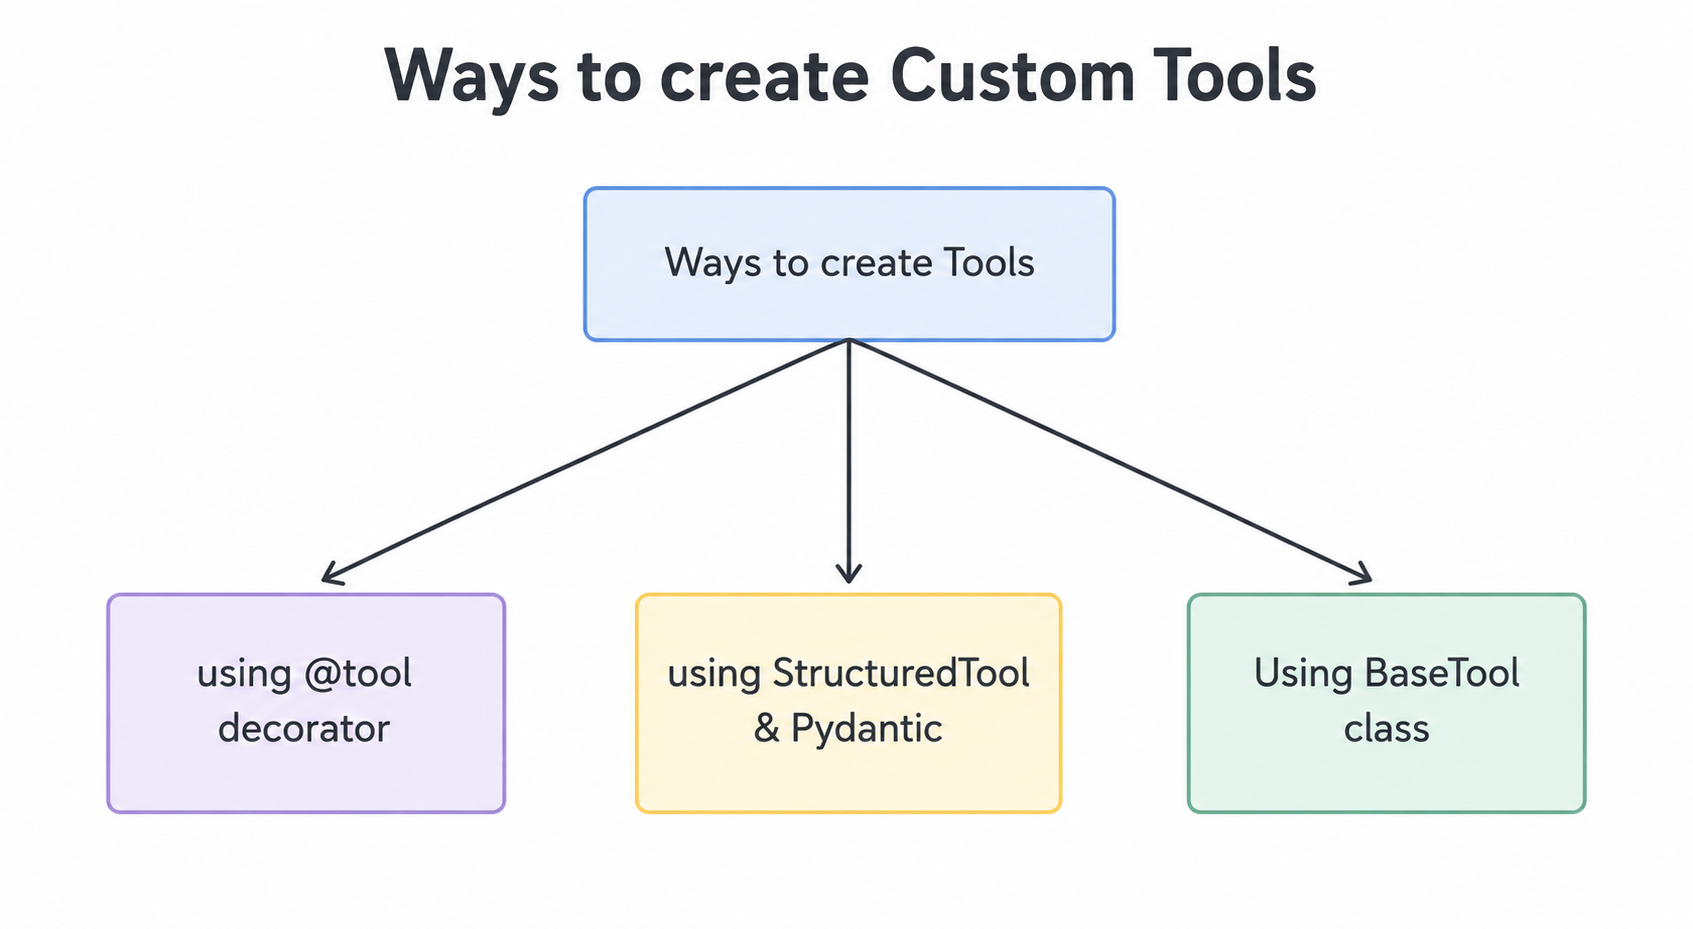 Ways to create Custom Tools
Ways to create Tools
using @tool
decorator
using StructuredTool
& Pydantic
Using BaseTool
class